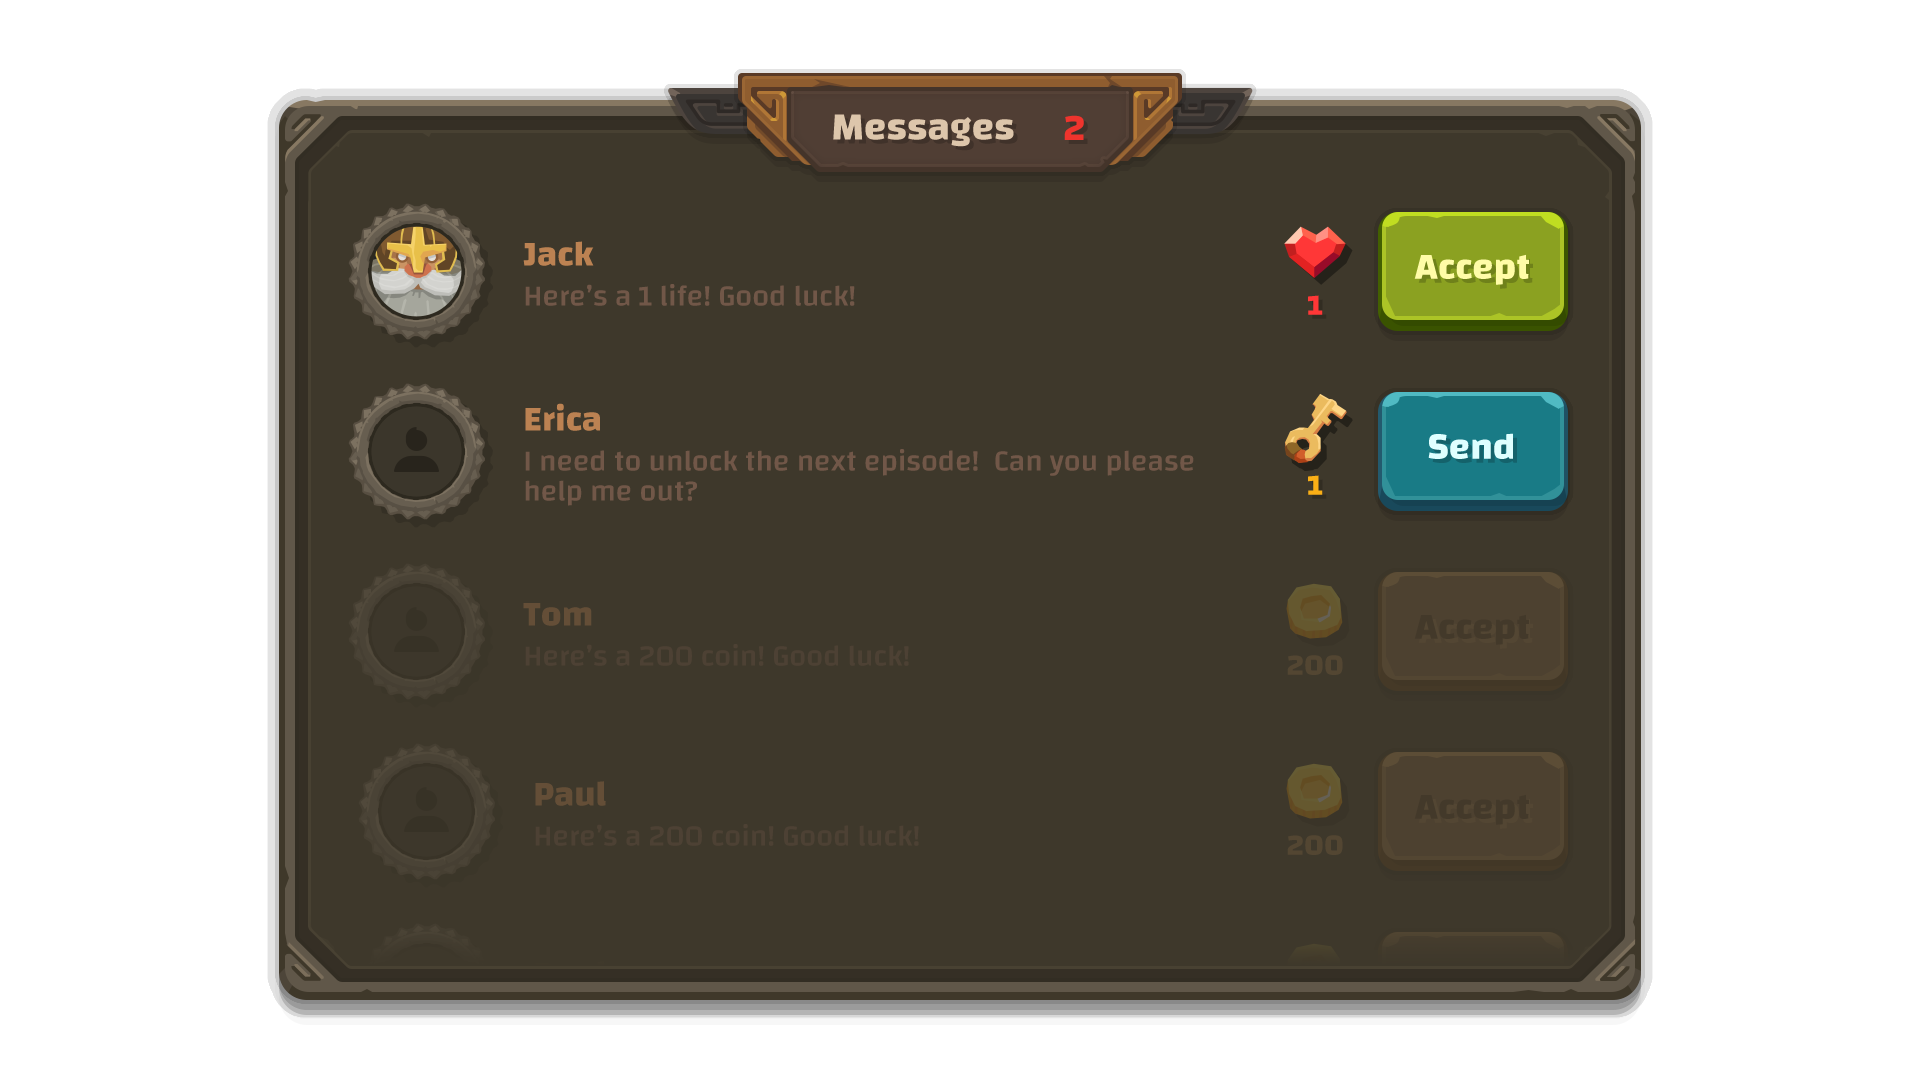 Messages 2
Jack
Here's a 1 life! Good luck!
1
Accept
Erica
I need to unlock the next episode!  Can you please
help me out?
1
Send
Tom
Here's a 200 coin! Good luck!
200
Accept
Paul
Here's a 200 coin! Good luck!
200
Accept